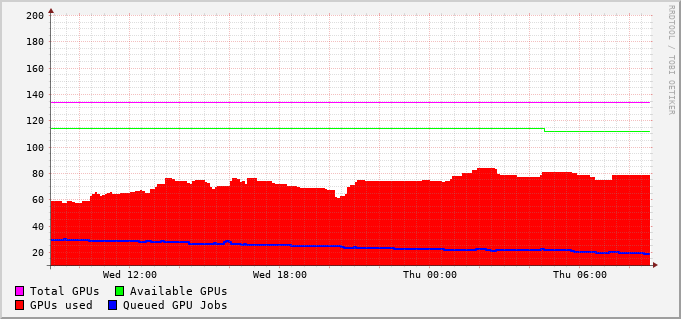 200
180
160
140
120
100
80
60
40
20
Wed 12:00 Wed 18:00 Thu 00:00 Thu 06:00
Total GPUs Available GPUs
GPUs used Queued GPU Jobs
RRDTOOL / TOBI OETIKER